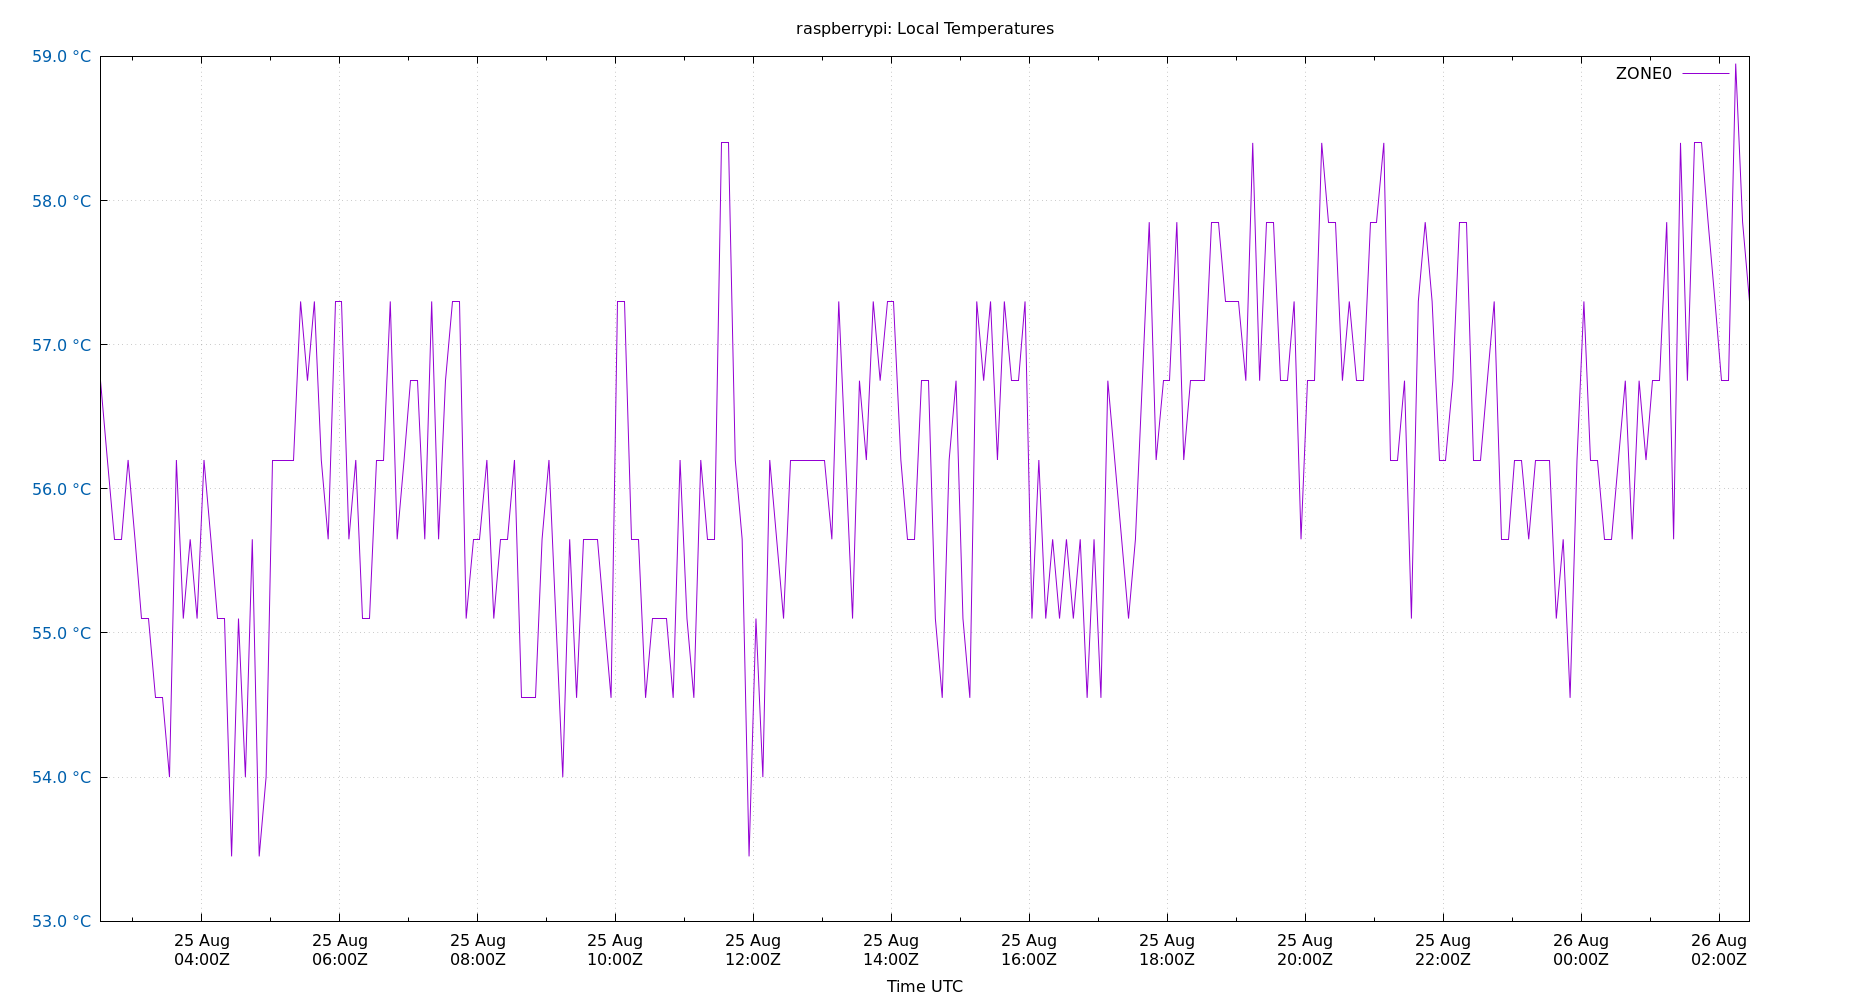 raspberrypi: Local Temperatures
59.0 °C
ZONE0
58.0 °C
57.0 °C
56.0 °C
55.0 °C
54.0 °C
53.0 °C
25 Aug 25 Aug 25 Aug 25 Aug 25 Aug 25 Aug 25 Aug 25 Aug 25 Aug 25 Aug 26 Aug 26 Aug
04:00Z 06:00Z 08:00Z 10:00Z 12:00Z 14:00Z 16:00Z 18:00Z 20:00Z 22:00Z 00:00Z 02:00Z
Time UTC